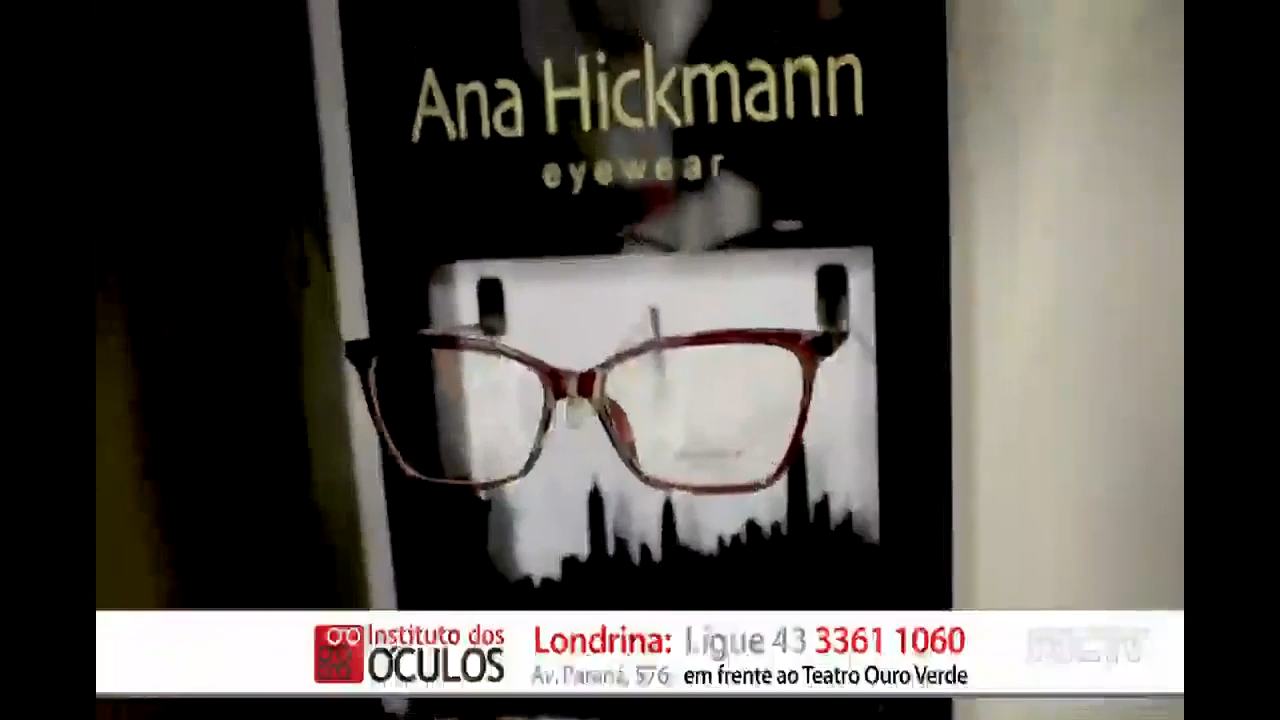 Ana Hickmann
eyewear
Instituto dos
ÓCULOS
Londrina: Ligue 43 3361 1060
Av. Paraná, 576 em frente ao Teatro Ouro Verde